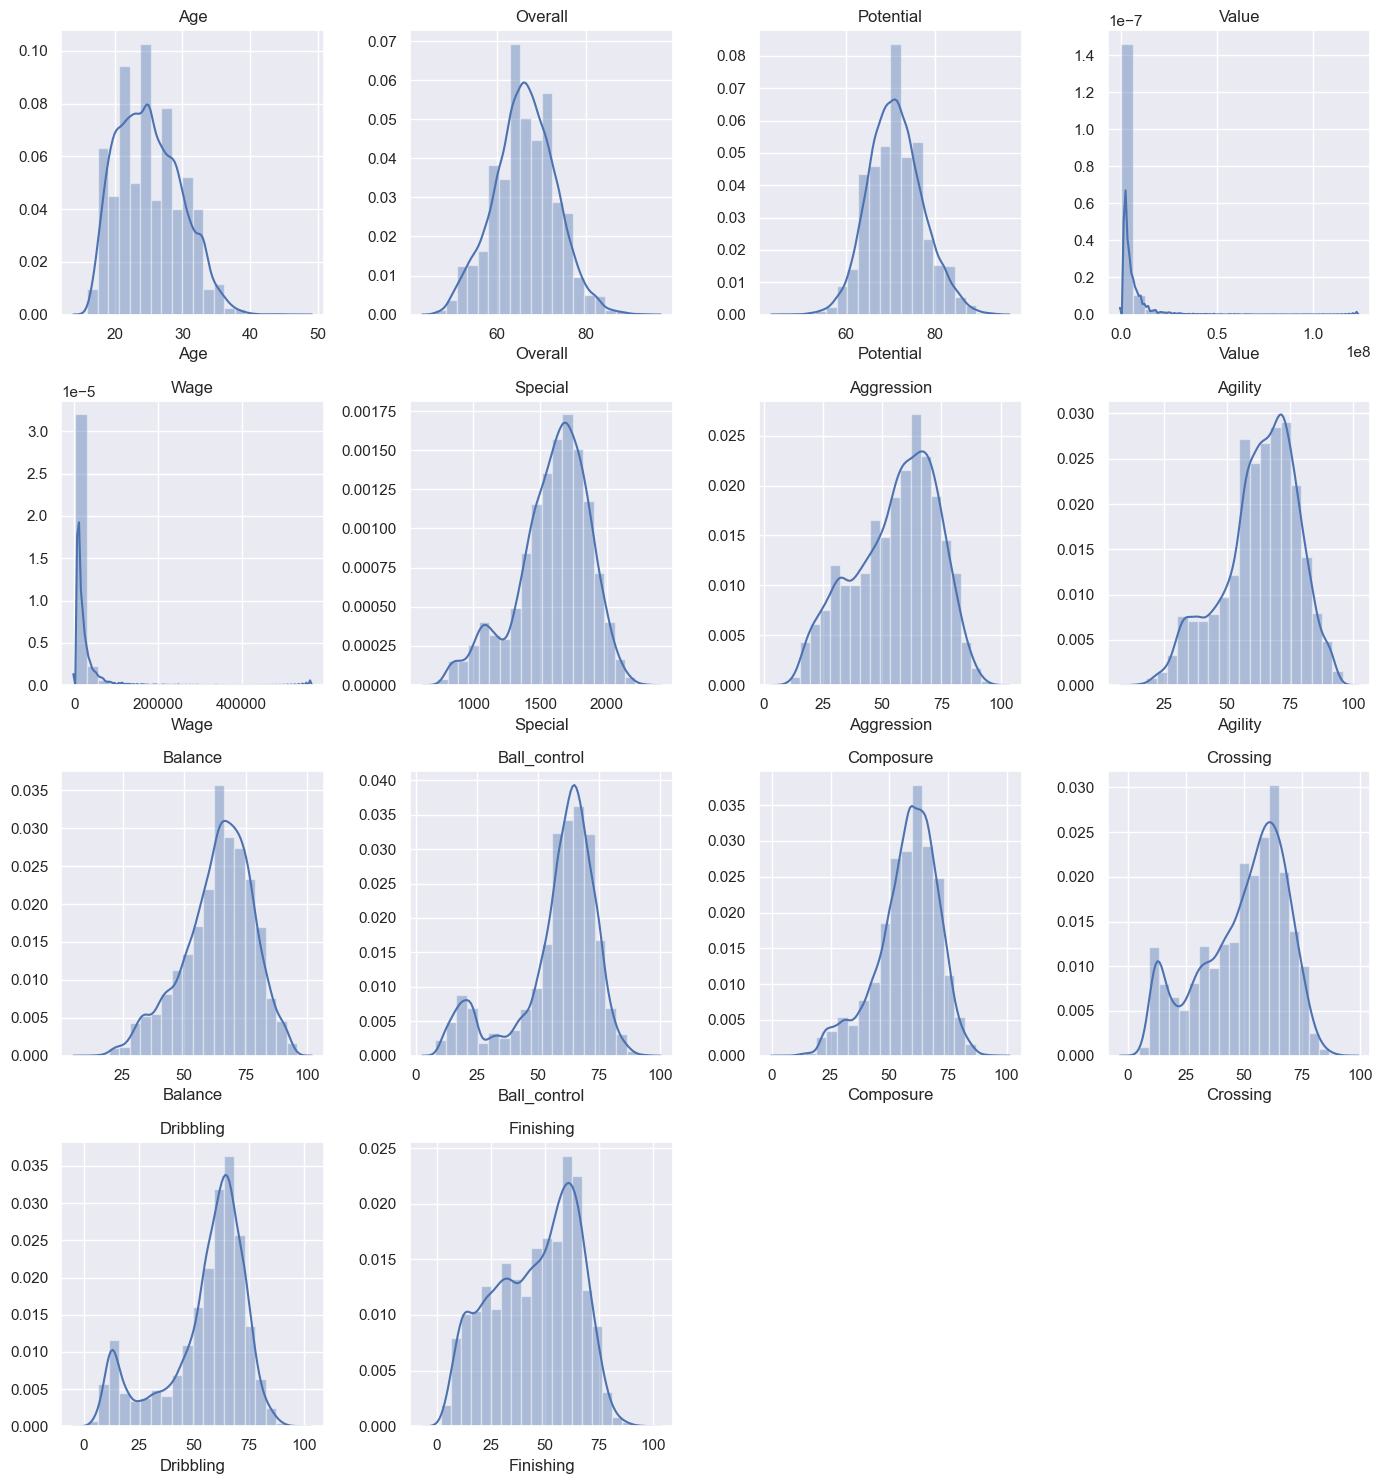 Age
0.10
0.08
0.06
0.04
0.02
0.00
20 30 40 50
Age
Overall
0.07
0.06
0.05
0.04
0.03
0.02
0.01
0.00
60 80
Overall
Potential
0.08
0.07
0.06
0.05
0.04
0.03
0.02
0.01
0.00
60 80
Potential
1e−7
Value
1.4
1.2
1.0
0.8
0.6
0.4
0.2
0.0
0.0 0.5 1.0
1e8
Value
1e−5
Wage
3.0
2.5
2.0
1.5
1.0
0.5
0.0
0 200000 400000
Wage
Special
0.00175
0.00150
0.00125
0.00100
0.00075
0.00050
0.00025
0.00000
1000 1500 2000
Special
Aggression
0.025
0.020
0.015
0.010
0.005
0.000
0 25 50 75 100
Aggression
Agility
0.030
0.025
0.020
0.015
0.010
0.005
0.000
25 50 75 100
Agility
Balance
0.035
0.030
0.025
0.020
0.015
0.010
0.005
0.000
25 50 75 100
Balance
Ball_control
0.040
0.035
0.030
0.025
0.020
0.015
0.010
0.005
0.000
0 25 50 75 100
Ball_control
Composure
0.035
0.030
0.025
0.020
0.015
0.010
0.005
0.000
0 25 50 75 100
Composure
Crossing
0.030
0.025
0.020
0.015
0.010
0.005
0.000
0 25 50 75 100
Crossing
Dribbling
0.035
0.030
0.025
0.020
0.015
0.010
0.005
0.000
0 25 50 75 100
Dribbling
Finishing
0.025
0.020
0.015
0.010
0.005
0.000
0 25 50 75 100
Finishing